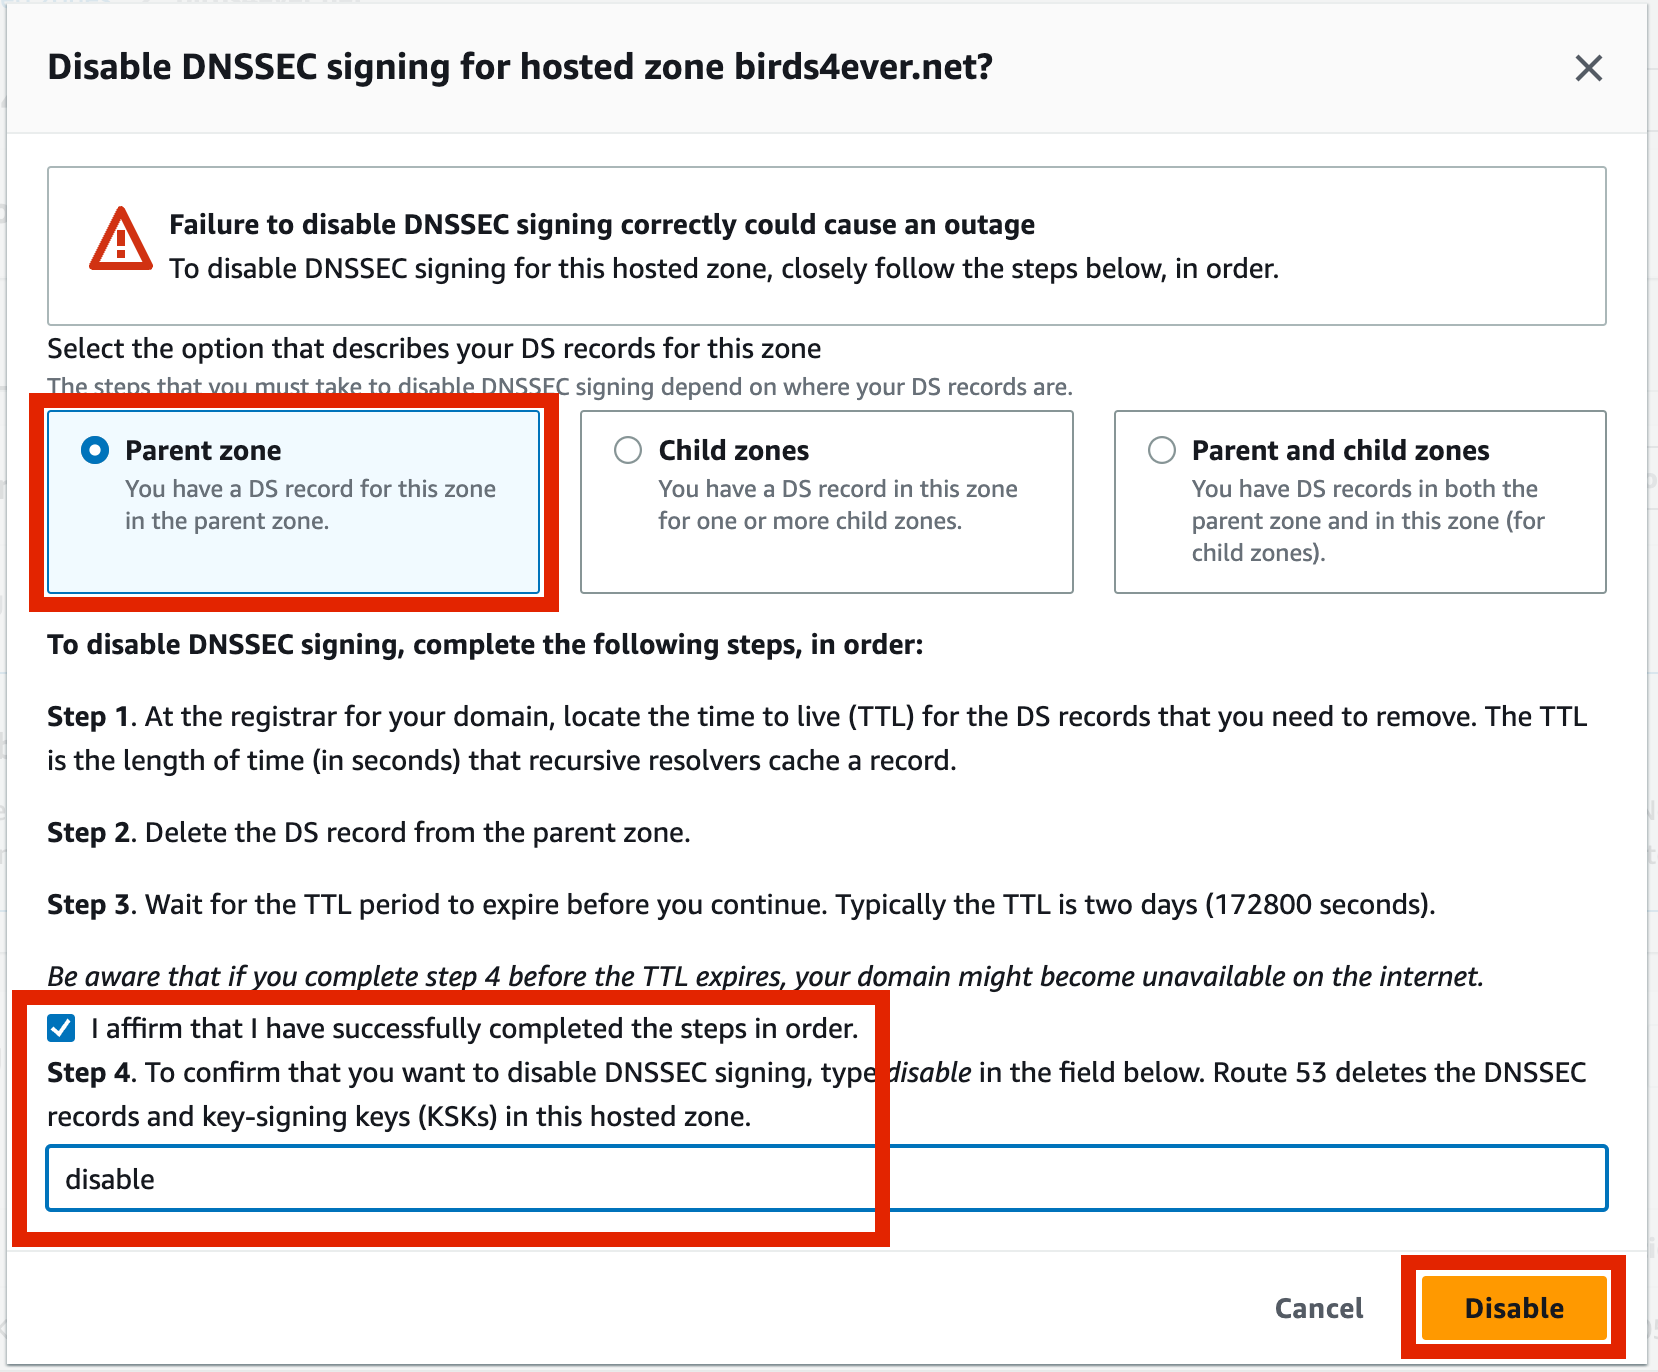 Disable DNSSEC signing for hosted zone birds4ever.net?
Failure to disable DNSSEC signing correctly could cause an outage
To disable DNSSEC signing for this hosted zone, closely follow the steps below, in order.
Select the option that describes your DS records for this zone
The steps that you must take to disable DNSSEC signing depend on where your DS records are.
Parent zone
You have a DS record for this zone
in the parent zone.
Child zones
You have a DS record in this zone
for one or more child zones.
Parent and child zones
You have DS records in both the
parent zone and in this zone (for
child zones).
To disable DNSSEC signing, complete the following steps, in order:
Step 1. At the registrar for your domain, locate the time to live (TTL) for the DS records that you need to remove. The TTL
is the length of time (in seconds) that recursive resolvers cache a record.
Step 2. Delete the DS record from the parent zone.
Step 3. Wait for the TTL period to expire before you continue. Typically the TTL is two days (172800 seconds).
Be aware that if you complete step 4 before the TTL expires, your domain might become unavailable on the internet.
I affirm that I have successfully completed the steps in order.
Step 4. To confirm that you want to disable DNSSEC signing, type disable in the field below. Route 53 deletes the DNSSEC
records and key-signing keys (KSKs) in this hosted zone.
disable
Cancel
Disable